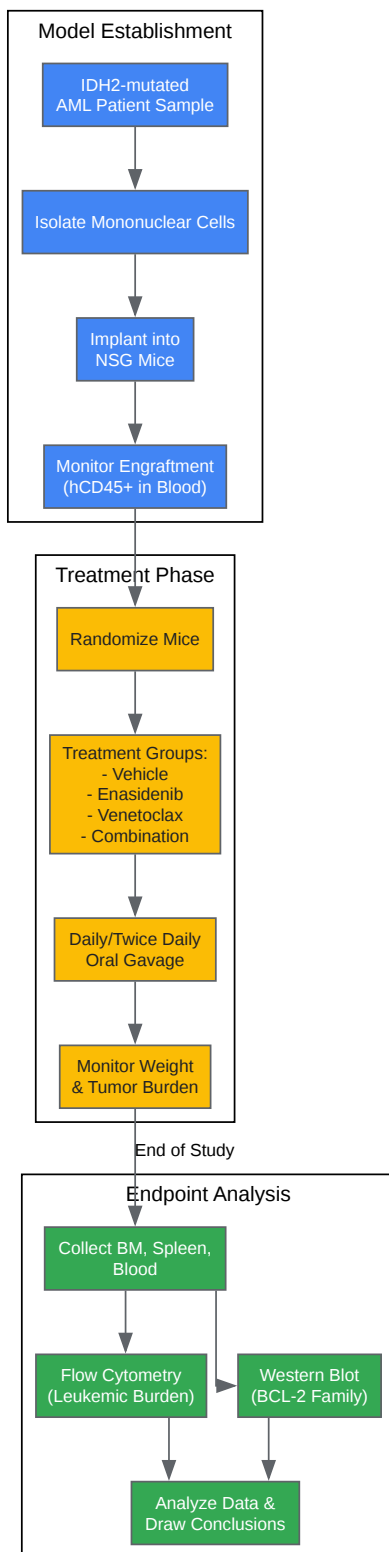 Model Establishment
IDH2-mutated
AML Patient Sample
Isolate Mononuclear Cells
Implant into
NSG Mice
Monitor Engraftment
(hCD45+ in Blood)
Treatment Phase
Randomize Mice
Treatment Groups:
- Vehicle
- Enasidenib
- Venetoclax
- Combination
Daily/Twice Daily
Oral Gavage
Monitor Weight
& Tumor Burden
End of Study
Endpoint Analysis
Collect BM, Spleen,
Blood
Flow Cytometry
(Leukemic Burden)
Western Blot
(BCL-2 Family)
Analyze Data &
Draw Conclusions